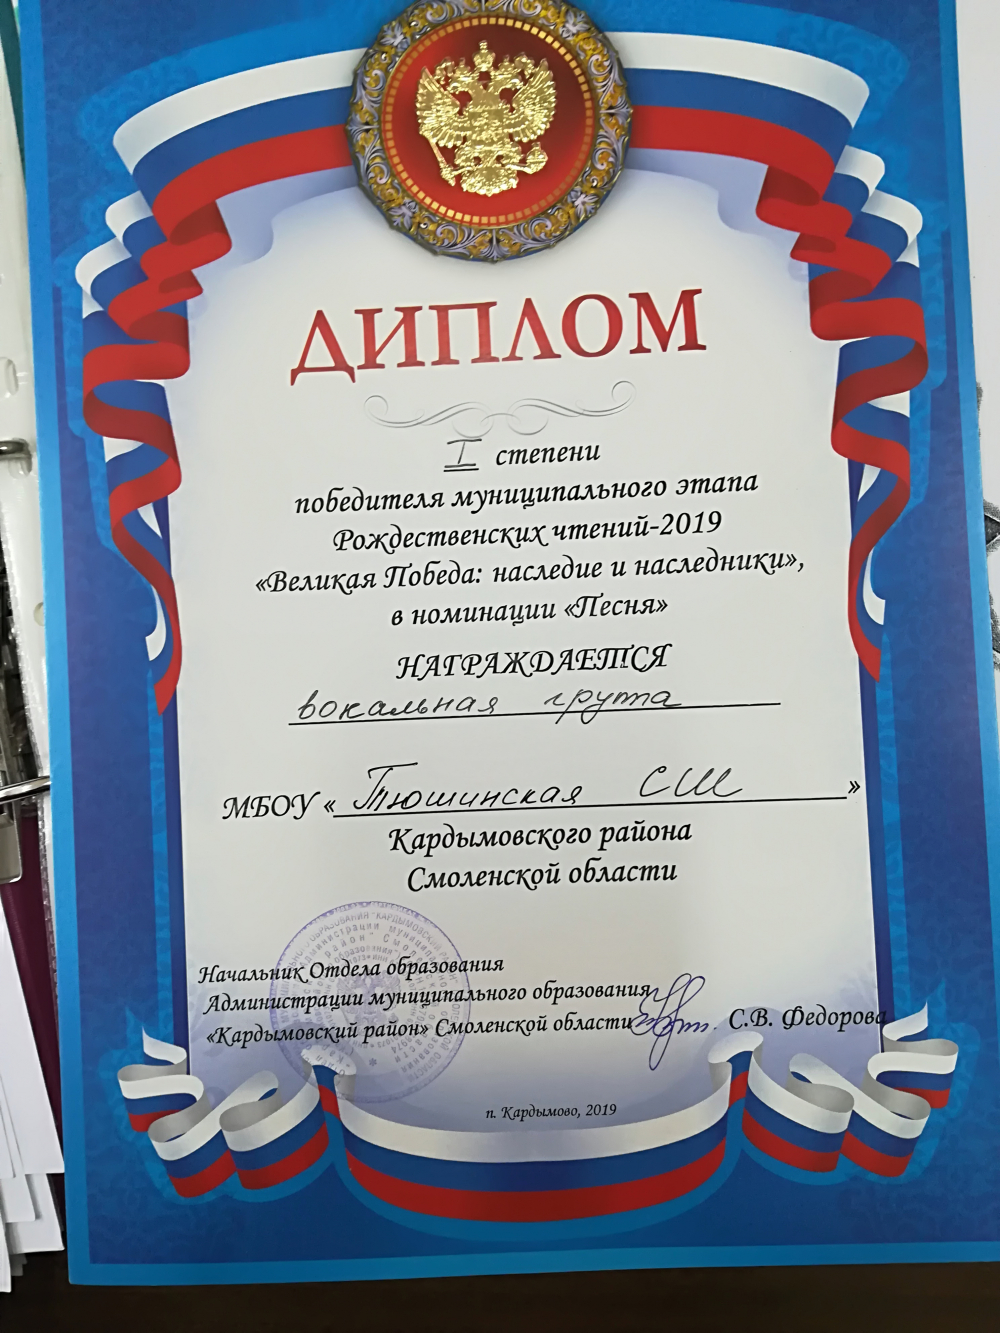 ДИПЛОМ
I степени
победителя муниципального этапа
Рождественских чтений-2019
«Великая Победа: наследие и наследники»,
в номинации «Песня»
НАГРАЖДАЕТСЯ
вокальная группа
МБОУ «Тюшинская СШ»
Кардымовского района
Смоленской области
Начальник Отдела образования
Администрации муниципального образования
«Кардымовский район» Смоленской области С.В. Федорова
п. Кардымово, 2019